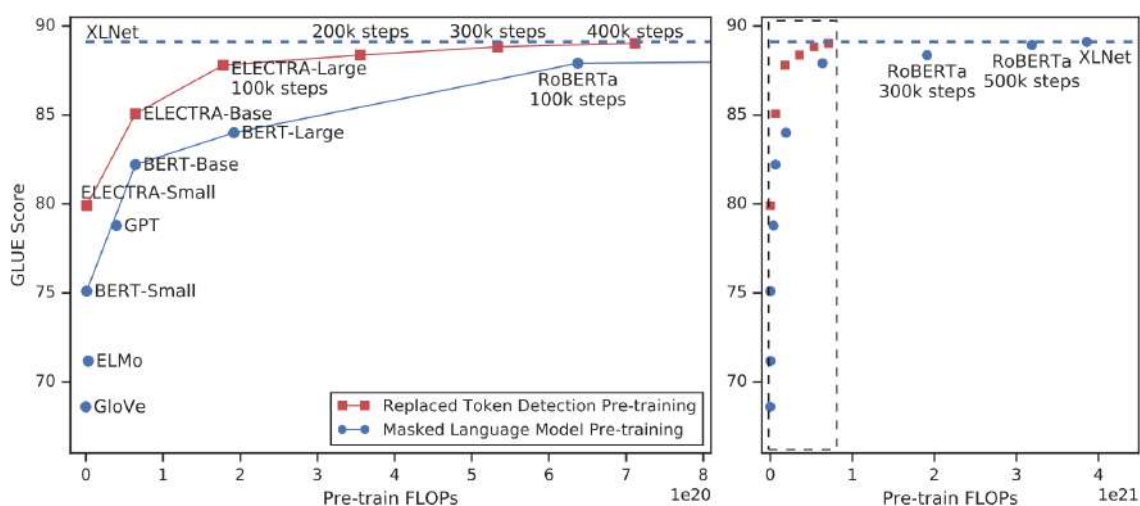 90
85
80
75
70
GLUE Score
XLNet
200k steps
300k steps
400k steps
ELECTRA-Large
100k steps
RoBERTa
100k steps
ELECTRA-Base
BERT-Large
BERT-Base
ELECTRA-Small
GPT
BERT-Small
ELMo
GloVe
Replaced Token Detection Pre-training
Masked Language Model Pre-training
0 1 2 3 4 5 6 7 8
Pre-train FLOPs
1e20
90
85
80
75
70
RoBERTa
300k steps
RoBERTa
500k steps
XLNet
0 1 2 3 4
Pre-train FLOPs
1e21